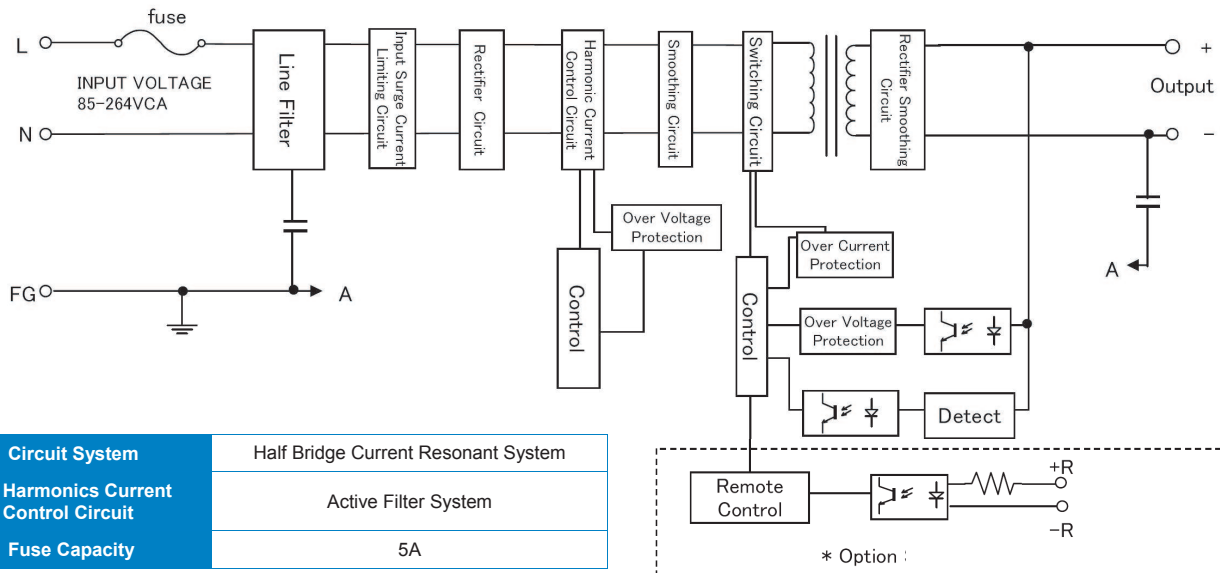 fuse
L
INPUT VOLTAGE
85-264VCA
N
FG
A
Line Filter
Input Surge Current
Limiting Circuit
Rectifier Circuit
Harmonic Current
Control Circuit
Smoothing Circuit
Switching Circuit
Rectifier Smoothing
Circuit
+
Output
-
A
Over Voltage
Protection
Control
Over Current
Protection
Control
Over Voltage
Protection
Detect
Remote
Control
+R
-R
* Option :
Circuit System
Half Bridge Current Resonant System
Harmonics Current
Control Circuit
Active Filter System
Fuse Capacity
5A